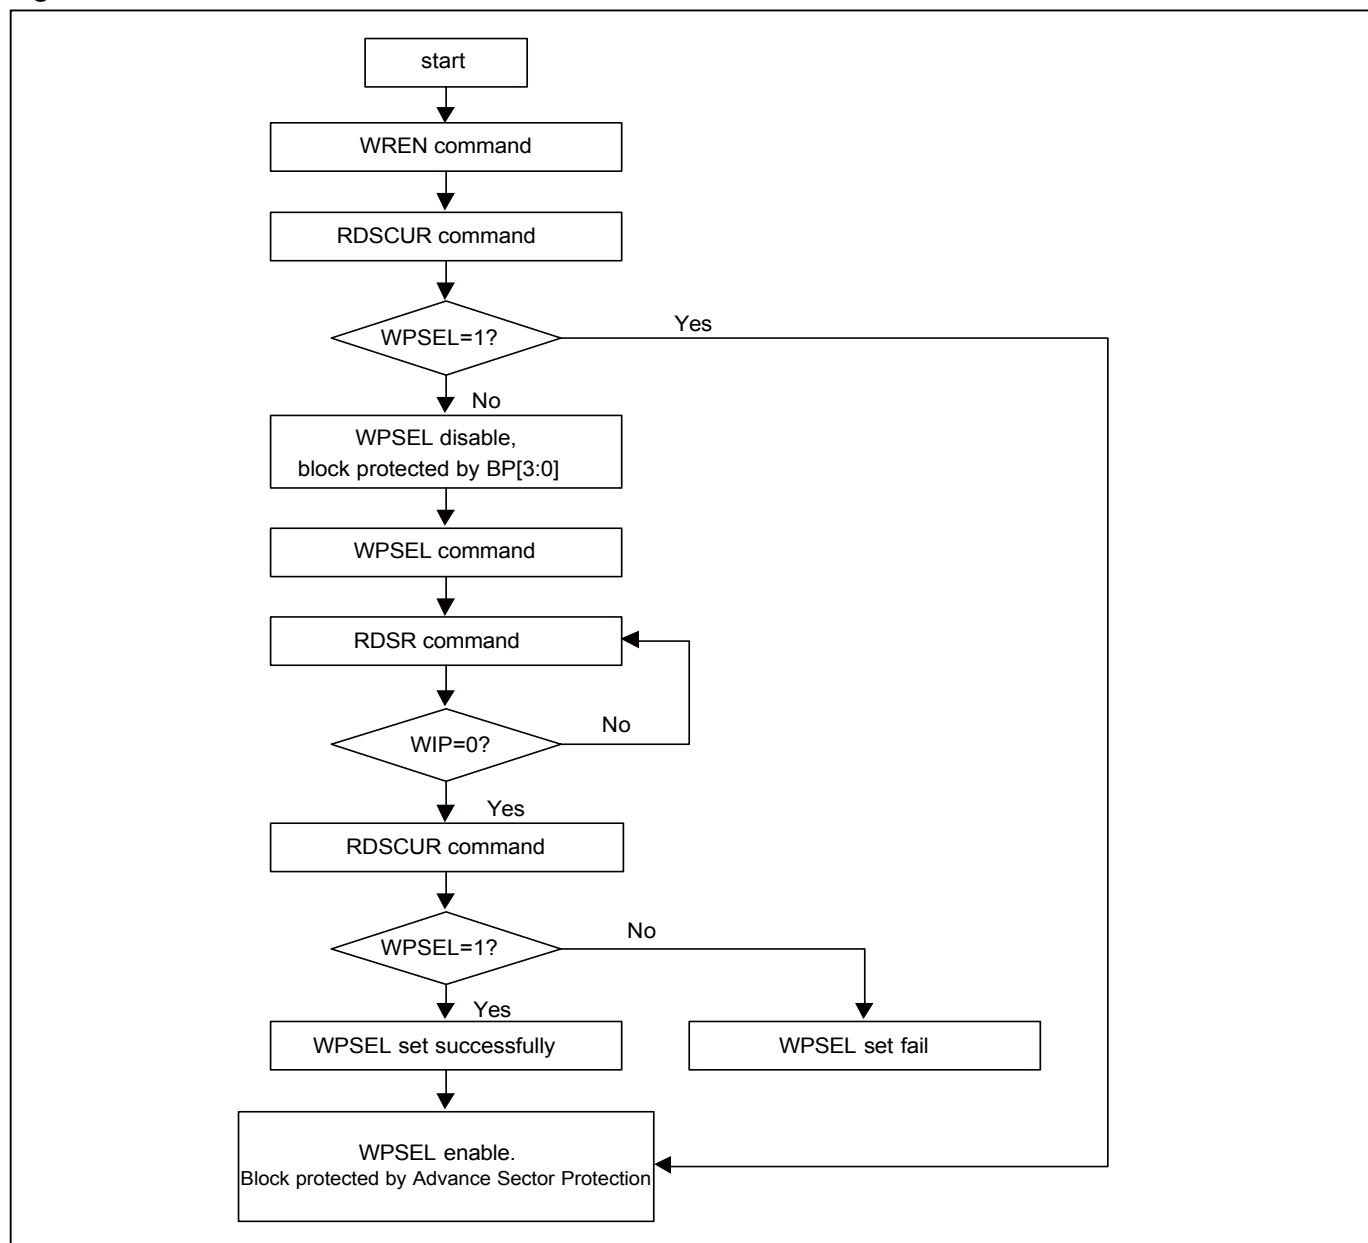 start
WREN command
RDSCUR command
WPSEL=1?
Yes
No
WPSEL disable,
block protected by BP[3:0]
WPSEL command
RDSR command
WIP=0?
No
Yes
RDSCUR command
WPSEL=1?
No
Yes
WPSEL set successfully
WPSEL set fail
WPSEL enable.
Block protected by Advance Sector Protection